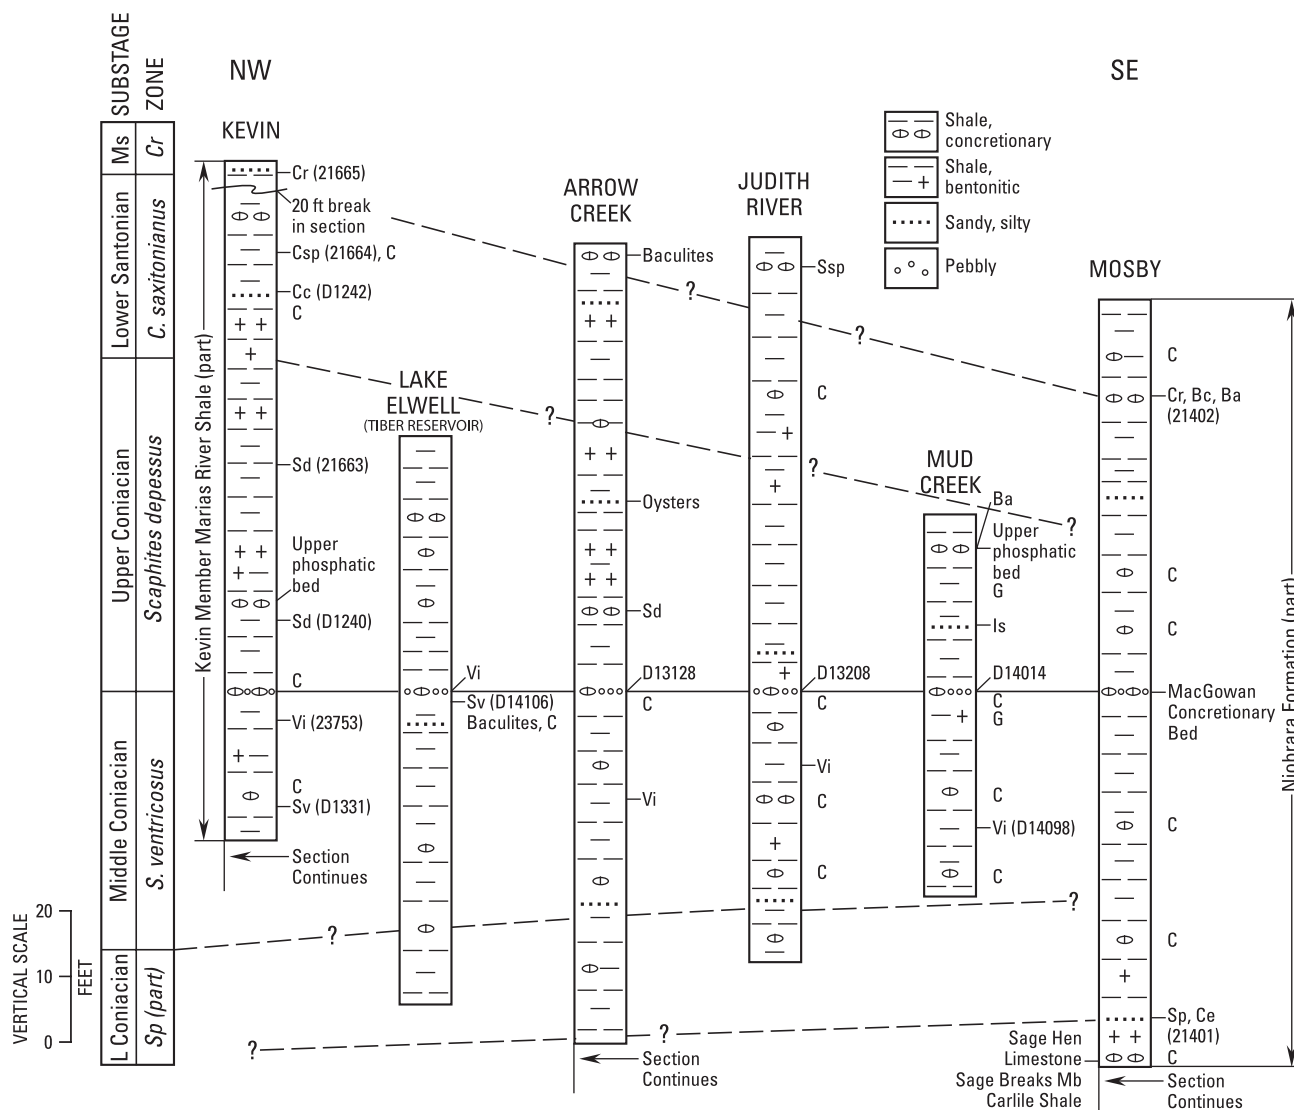 SUBSTAGE
ZONE
NW
SE
Ms
Cr
Lower Santonian
C. saxitonianus
Upper Coniacian
Scaphites depessus
Middle Coniacian
S. ventricosus
L Coniacian
Sp (part)
VERTICAL SCALE
20
10
0
FEET
KEVIN
Kevin Member Marias River Shale (part)
Cr (21665)
20 ft break
in section
Csp (21664), C
Cc (D1242)
C
Sd (21663)
Upper
phosphatic
bed
Sd (D1240)
C
Vi (23753)
C
Sv (D1331)
Section
Continues
LAKE
ELWELL
(TIBER RESERVOIR)
Vi
Sv (D14106)
Baculites, C
ARROW
CREEK
Baculites
Oysters
Sd
D13128
C
Vi
Section
Continues
JUDITH
RIVER
Ssp
C
D13208
C
Vi
C
C
MUD
CREEK
Ba
Upper
phosphatic
bed
G
Is
D14014
C
G
C
Vi (D14098)
C
Shale,
concretionary
Shale,
bentonitic
Sandy, silty
Pebbly
MOSBY
C
Cr, Bc, Ba
(21402)
C
C
MacGowan
Concretionary
Bed
C
C
Sp, Ce
(21401)
C
Sage Hen
Limestone
Sage Breaks Mb
Carlile Shale
Section
Continues
Niobrara Formation (part)
?
?
?
?
?
?
?
?
?
?